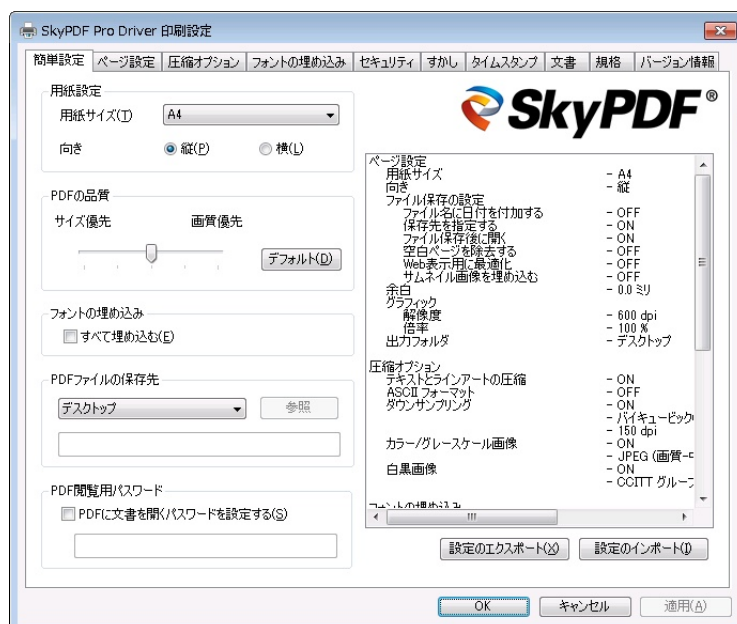 SkyPDF Pro Driver 印刷設定
簡単設定 ページ設定 圧縮オプション フォントの埋め込み セキュリティ すかし タイムスタンプ 文書 規格 バージョン情報
用紙設定
用紙サイズ(T) A4
向き 縦(P) 横(L)
PDFの品質
サイズ優先 画質優先
デフォルト(D)
フォントの埋め込み
すべて埋め込む(E)
PDFファイルの保存先
デスクトップ 参照
PDF閲覧用パスワード
PDFに文書を開くパスワードを設定する(S)
SkyPDF®
ページ設定
用紙サイズ - A4
向き - 縦
ファイル保存の設定
ファイル名に日付を付加する - OFF
保存先を指定する - ON
ファイル保存後に開く - ON
空白ページを除去する - OFF
Web表示用に最適化 - OFF
サムネイル画像を埋め込む - OFF
余白 - 0.0 ミリ
グラフィック
解像度 - 600 dpi
倍率 - 100 %
出力フォルダ - デスクトップ
圧縮オプション
テキストとラインアートの圧縮 - ON
ASCII フォーマット - OFF
ダウンサンプリング - ON
- バイキュービック
- 150 dpi
カラー/グレースケール画像 - ON
- JPEG (画質-中
白黒画像 - ON
- CCITT グルー
フォントの埋め込み
設定のエクスポート(X) 設定のインポート(I)
OK キャンセル 適用(A)